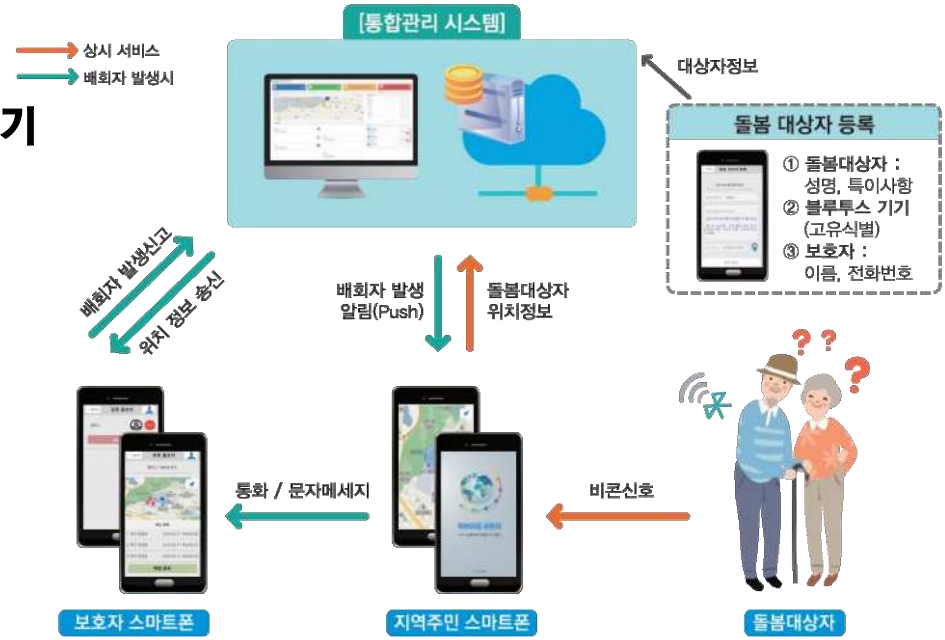 [통합관리 시스템]
상시 서비스
배회자 발생시
기
대상자정보
돌봄 대상자 등록
① 돌봄대상자 :
성명, 특이사항
② 블루투스 기기
(고유식별)
③ 보호자 :
이름, 전화번호
배회자 발생신고
위치 정보 송신
배회자 발생
알림(Push)
돌봄대상자
위치정보
통화 / 문자메세지
비콘신호
보호자 스마트폰
지역주민 스마트폰
돌봄대상자